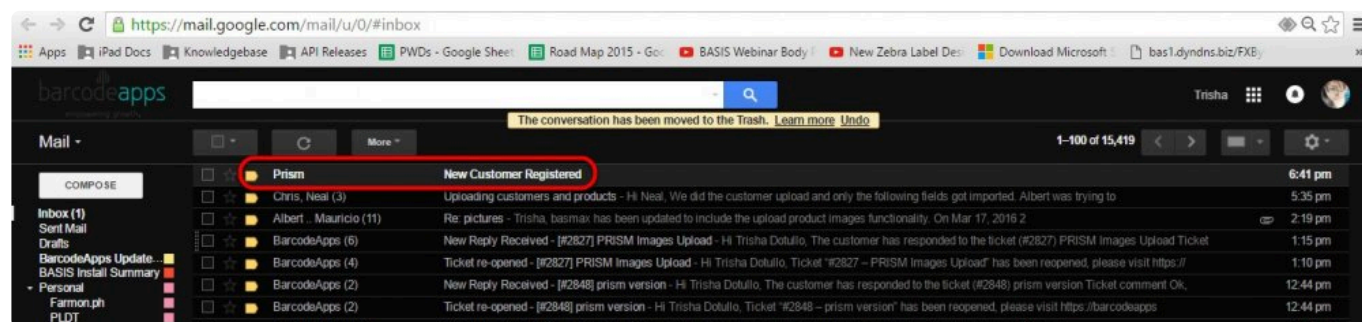 https://mail.google.com/mail/u/0/#inbox
Apps iPad Docs Knowledgebase API Releases PWDs - Google Sheet Road Map 2015 - Goo BASIS Webinar Body New Zebra Label Des Download Microsoft bas1.dyndns.biz/FXBy
barcodeapps
empowering growth
Trisha
The conversation has been moved to the Trash. Learn more Undo
Mail More 1–100 of 15,419
COMPOSE
Prism New Customer Registered 6:41 pm
Chris, Neal (3) Uploading customers and products - Hi Neal, We did the customer upload and only the following fields got imported. Albert was trying to 5:35 pm
Inbox (1)
Albert .. Mauricio (11) Re: pictures - Trisha, basmax has been updated to include the upload product images functionality. On Mar 17, 2016 2 2:19 pm
Sent Mail
Drafts
BarcodeApps (6) New Reply Received - [#2827] PRISM Images Upload - Hi Trisha Dotullo, The customer has responded to the ticket (#2827) PRISM Images Upload Ticket 1:15 pm
BarcodeApps Update...
BarcodeApps (4) Ticket re-opened - [#2827] PRISM Images Upload - Hi Trisha Dotullo, Ticket "#2827 – PRISM Images Upload" has been reopened, please visit https:// 1:10 pm
BASIS Install Summary
Personal
BarcodeApps (2) New Reply Received - [#2848] prism version - Hi Trisha Dotullo, The customer has responded to the ticket (#2848) prism version Ticket comment Ok, 12:44 pm
Farmon.ph
BarcodeApps (2) Ticket re-opened - [#2848] prism version - Hi Trisha Dotullo, Ticket "#2848 – prism version" has been reopened, please visit https://barcodeapps 12:44 pm
PLDT